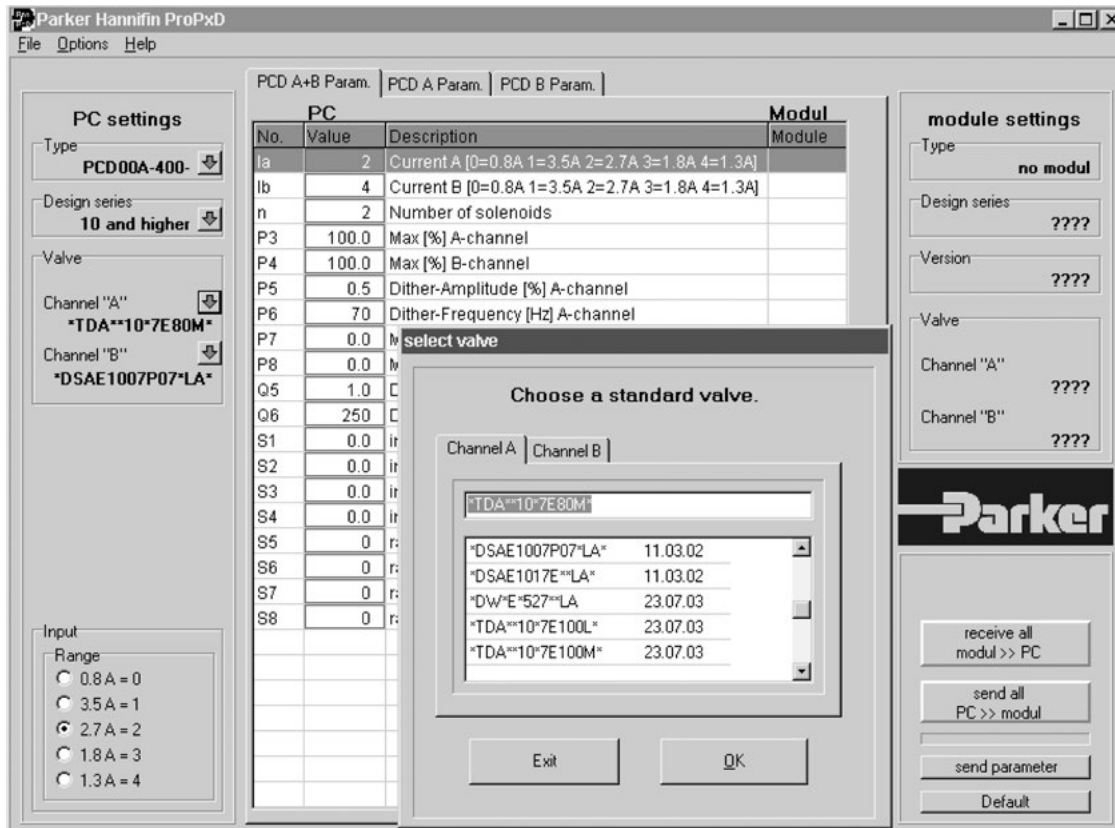 Parker Hannifin ProPxD
File Options Help
PC settings
Type
PCD00A-400-
Design series
10 and higher
Valve
Channel "A"
*TDA**10*7E80M*
Channel "B"
*DSAE1007P07*LA*
Input
Range
0.8 A = 0
3.5 A = 1
2.7 A = 2
1.8 A = 3
1.3 A = 4
PCD A+B Param. PCD A Param. PCD B Param.
PC Modul
No. Value Description Module
Ia 2 Current A [0=0.8A 1=3.5A 2=2.7A 3=1.8A 4=1.3A]
Ib 4 Current B [0=0.8A 1=3.5A 2=2.7A 3=1.8A 4=1.3A]
n 2 Number of solenoids
P3 100.0 Max [%] A-channel
P4 100.0 Max [%] B-channel
P5 0.5 Dither-Amplitude [%] A-channel
P6 70 Dither-Frequency [Hz] A-channel
P7 0.0
P8 0.0
Q5 1.0
Q6 250
S1 0.0
S2 0.0
S3 0.0
S4 0.0
S5 0
S6 0
S7 0
S8 0
select valve
Choose a standard valve.
Channel A Channel B
*TDA**10*7E80M*
*DSAE1007P07*LA* 11.03.02
*DSAE1017E**LA* 11.03.02
*DW*E*527**LA 23.07.03
*TDA**10*7E100L* 23.07.03
*TDA**10*7E100M* 23.07.03
Exit OK
module settings
Type
no modul
Design series
????
Version
????
Valve
Channel "A"
????
Channel "B"
????
Parker
receive all
modul >> PC
send all
PC >> modul
send parameter
Default